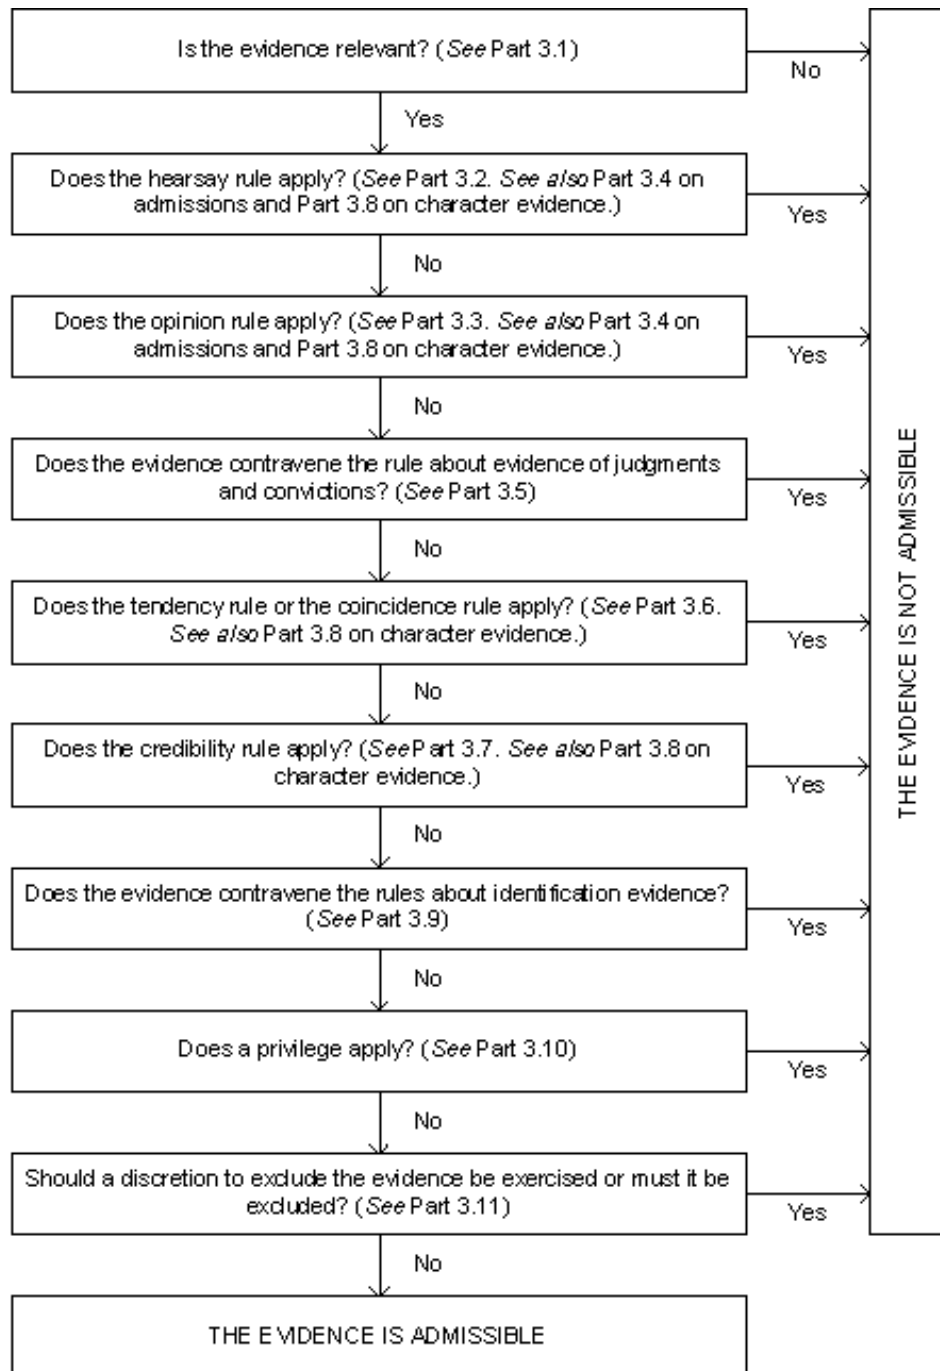 Is the evidence relevant? (See Part 3.1)
No
Yes
Does the hearsay rule apply? (See Part 3.2. See also Part 3.4 on
admissions and Part 3.8 on character evidence.)
Yes
No
Does the opinion rule apply? (See Part 3.3. See also Part 3.4 on
admissions and Part 3.8 on character evidence.)
Yes
No
Does the evidence contravene the rule about evidence of judgments
and convictions? (See Part 3.5)
Yes
No
Does the tendency rule or the coincidence rule apply? (See Part 3.6.
See also Part 3.8 on character evidence.)
Yes
No
Does the credibility rule apply? (See Part 3.7. See also Part 3.8 on
character evidence.)
Yes
No
Does the evidence contravene the rules about identification evidence?
(See Part 3.9)
Yes
No
Does a privilege apply? (See Part 3.10)
Yes
No
Should a discretion to exclude the evidence be exercised or must it be
excluded? (See Part 3.11)
Yes
No
THE EVIDENCE IS ADMISSIBLE
THE EVIDENCE IS NOT ADMISSIBLE